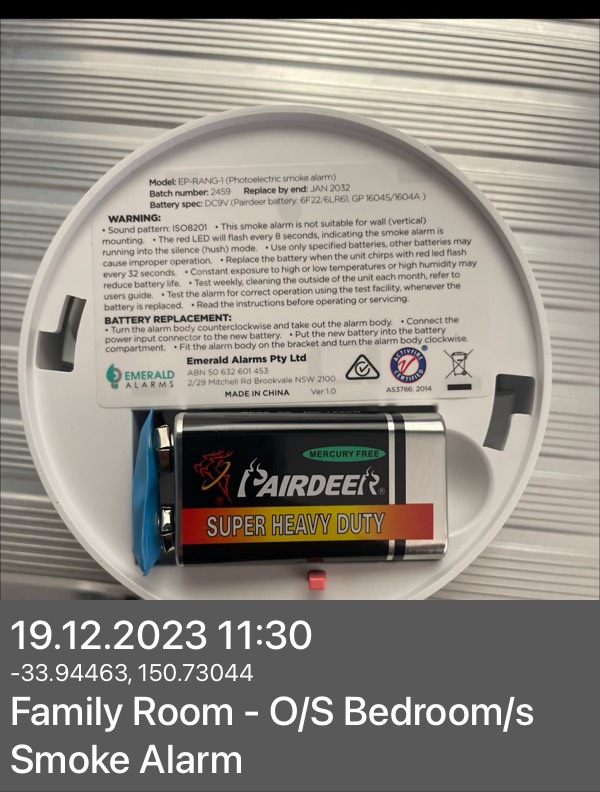 Model: EP-RANG-1 (Photoelectric smoke alarm)
Batch number: 2459 Replace by end: JAN 2032
Battery spec: DC9V (Pairdeer battery: 6F22/6LR61, GP 1604S/1604A )
WARNING:
• Sound pattern: ISO8201 • This smoke alarm is not suitable for wall (vertical)
mounting. • The red LED will flash every 8 seconds, indicating the smoke alarm is
running into the silence (hush) mode. • Use only specified batteries, other batteries may
cause improper operation. • Replace the battery when the unit chirps with red led flash
every 32 seconds. • Constant exposure to high or low temperatures or high humidity may
reduce battery life. • Test weekly, cleaning the outside of the unit each month, refer to
users guide. • Test the alarm for correct operation using the test facility, whenever the
battery is replaced. • Read the instructions before operating or servicing.
BATTERY REPLACEMENT:
• Turn the alarm body counterclockwise and take out the alarm body. • Connect the
power input connector to the new battery. • Put the new battery into the battery
compartment. • Fit the alarm body on the bracket and turn the alarm body clockwise.
EMERALD
ALARMS
Emerald Alarms Pty Ltd
ABN 50 632 601 453
2/29 Mitchell Rd Brookvale NSW 2100
MADE IN CHINA Ver:1.0
ACTIVFIRE
CERTIFIED
AS3786: 2014
MERCURY FREE
PAIRDEER
SUPER HEAVY DUTY
19.12.2023 11:30
-33.94463, 150.73044
Family Room - O/S Bedroom/s
Smoke Alarm